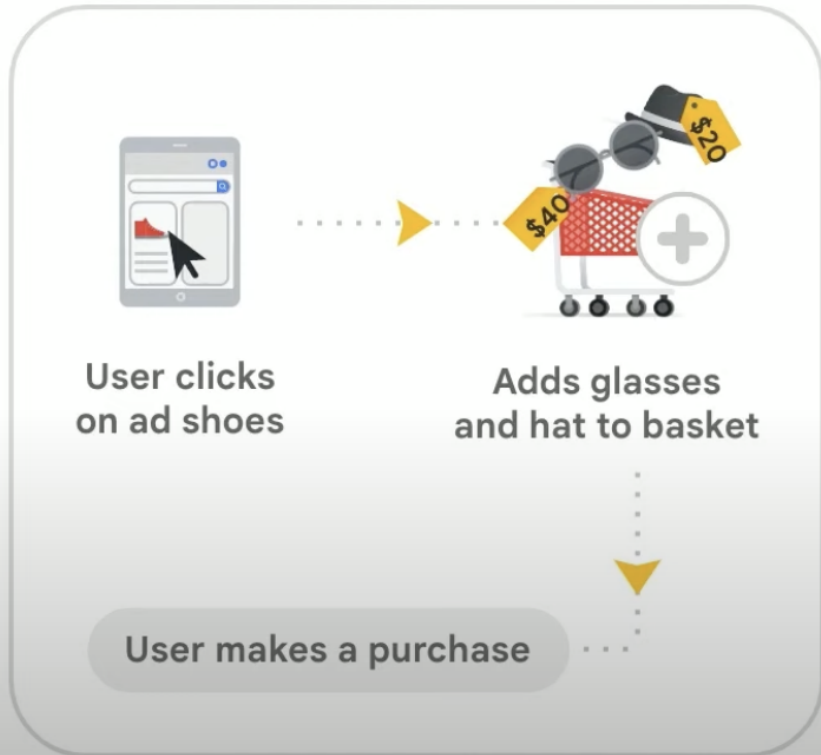 $20
$40
User clicks
on ad shoes
Adds glasses
and hat to basket
User makes a purchase